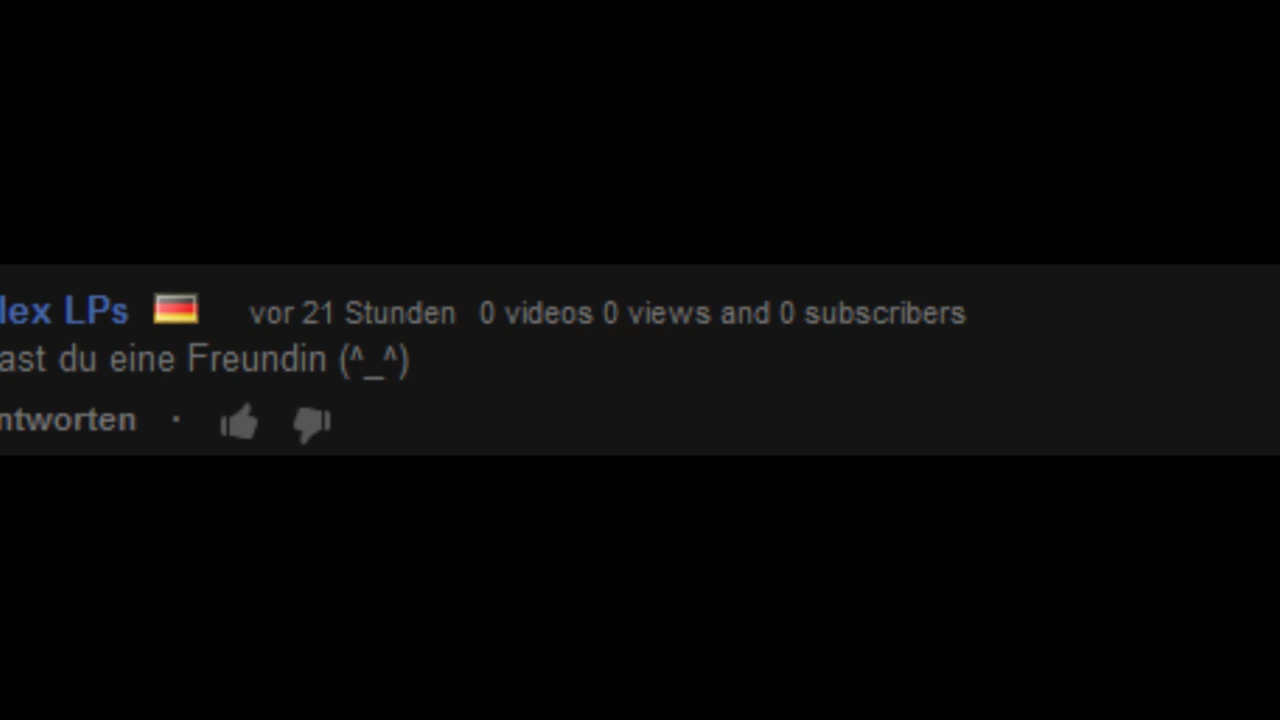 lex LPs vor 21 Stunden 0 videos 0 views and 0 subscribers
ast du eine Freundin (^_^)
ntworten ·